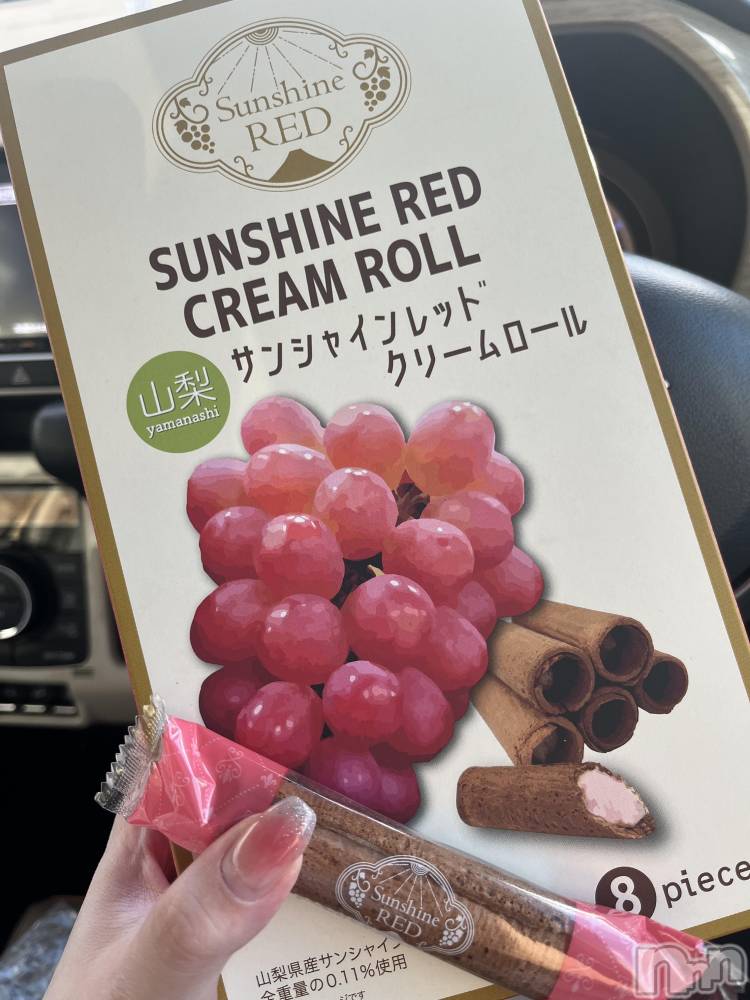 Sunshine
RED
SUNSHINE RED
CREAM ROLL
サンシャインレッド
クリームロール
山梨
yamanashi
8 piece
Sunshine
RED
山梨県産サンシャイン
全重量の0.11%使用
です